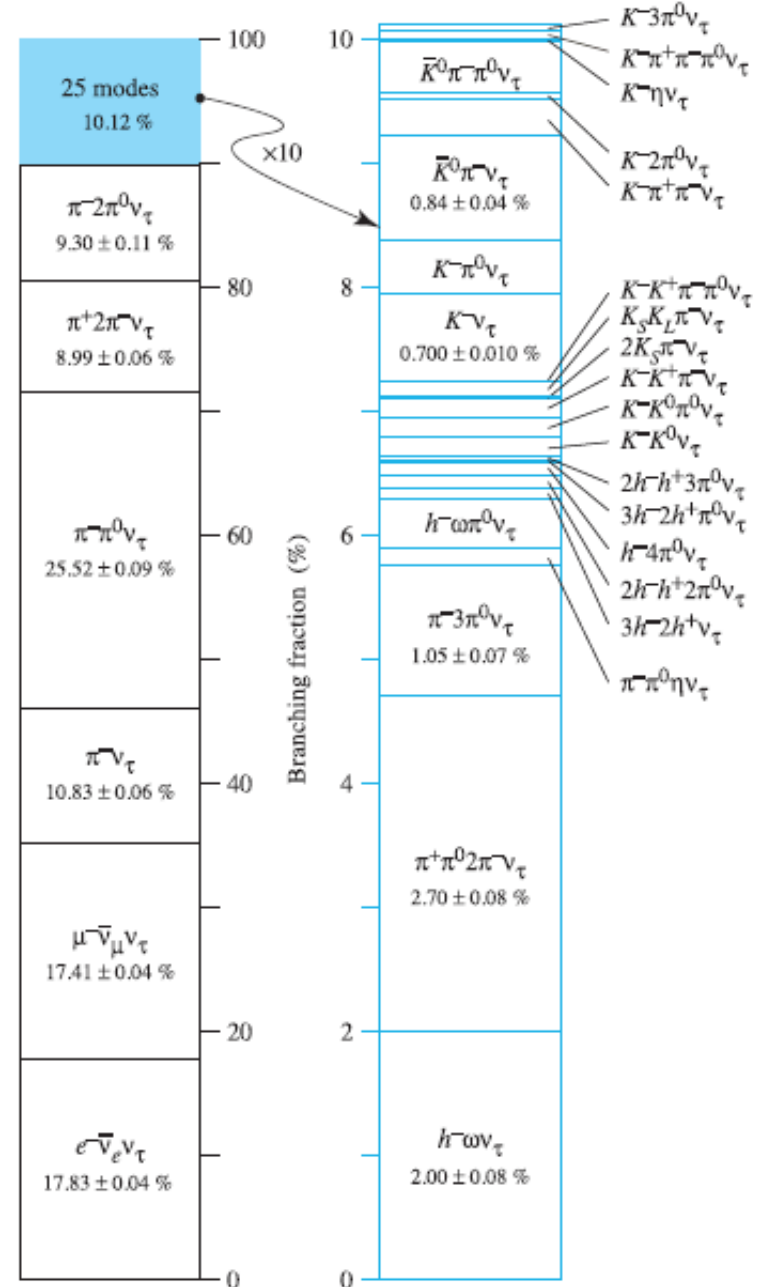 25 modes
10.12 %
π⁻2π⁰ν_τ
9.30 ± 0.11 %
π⁺2π⁻ν_τ
8.99 ± 0.06 %
π⁻π⁰ν_τ
25.52 ± 0.09 %
π⁻ν_τ
10.83 ± 0.06 %
μ⁻ν̅_μν_τ
17.41 ± 0.04 %
e⁻ν̅_eν_τ
17.83 ± 0.04 %
100
80
60
40
20
0
×10
Branching fraction (%)
10
8
6
4
2
0
K̅⁰π⁻π⁰ν_τ
K̅⁰π⁻ν_τ
0.84 ± 0.04 %
K⁻π⁰ν_τ
K⁻ν_τ
0.700 ± 0.010 %
h⁻ωπ⁰ν_τ
π⁻3π⁰ν_τ
1.05 ± 0.07 %
π⁺π⁰2π⁻ν_τ
2.70 ± 0.08 %
h⁻ων_τ
2.00 ± 0.08 %
K⁻3π⁰ν_τ
K⁻π⁺π⁻π⁰ν_τ
K⁻ην_τ
K⁻2π⁰ν_τ
K⁻π⁺π⁻ν_τ
K⁻K⁺π⁻π⁰ν_τ
K_SK_Lπ⁻ν_τ
2K_Sπ⁻ν_τ
K⁻K⁺π⁻ν_τ
K⁻K⁰π⁰ν_τ
K⁻K⁰ν_τ
2h⁻h⁺3π⁰ν_τ
3h⁻2h⁺π⁰ν_τ
h⁻4π⁰ν_τ
2h⁻h⁺2π⁰ν_τ
3h⁻2h⁺ν_τ
π⁻π⁰ην_τ